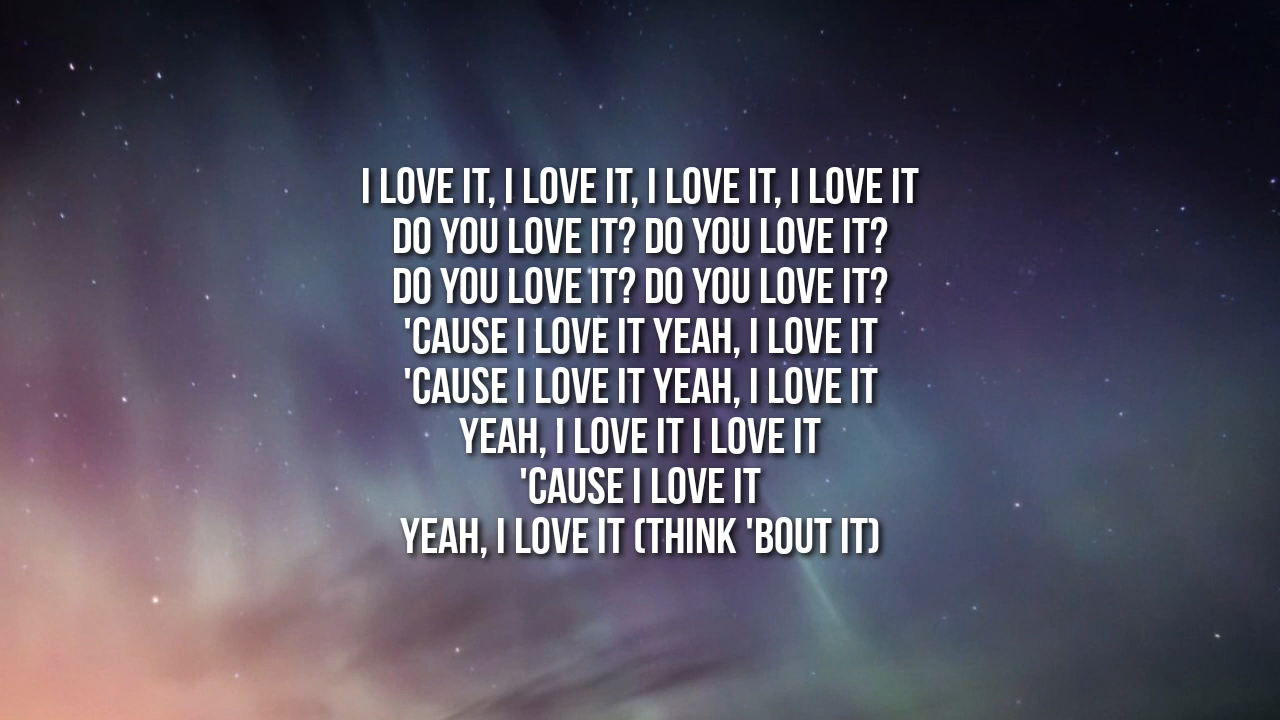 I LOVE IT, I LOVE IT, I LOVE IT, I LOVE IT
DO YOU LOVE IT? DO YOU LOVE IT?
DO YOU LOVE IT? DO YOU LOVE IT?
'CAUSE I LOVE IT YEAH, I LOVE IT
'CAUSE I LOVE IT YEAH, I LOVE IT
YEAH, I LOVE IT I LOVE IT
'CAUSE I LOVE IT
YEAH, I LOVE IT (THINK 'BOUT IT)